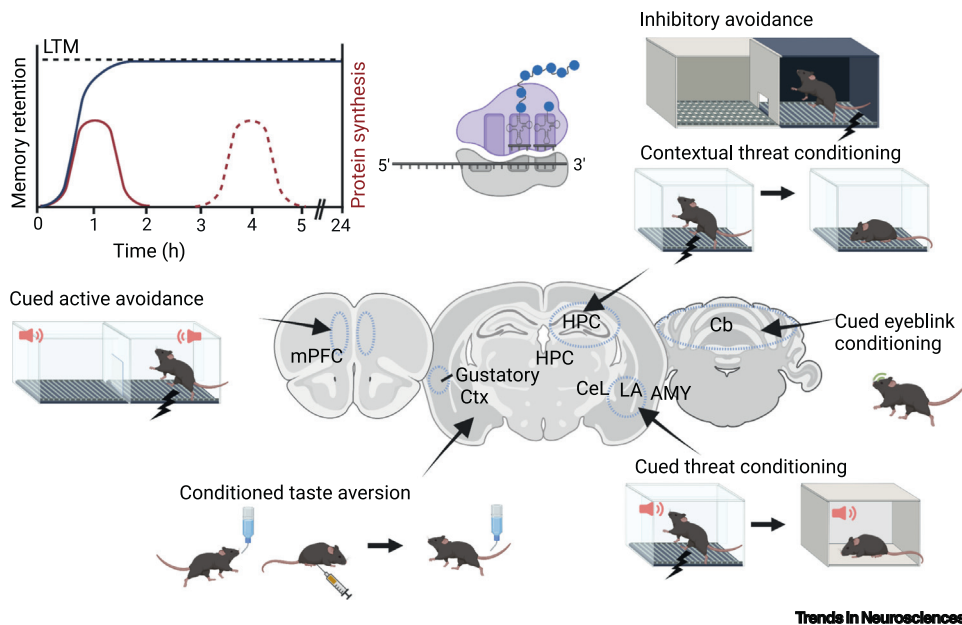 Inhibitory avoidance
LTM
Memory retention
Protein synthesis
0
1
2
3
4
5
24
Time (h)
5'
3'
Contextual threat conditioning
Cued active avoidance
mPFC
HPC
HPC
Gustatory
Ctx
CeL
LA
AMY
Cb
Cued eyeblink
conditioning
Conditioned taste aversion
Cued threat conditioning
Trends in Neurosciences